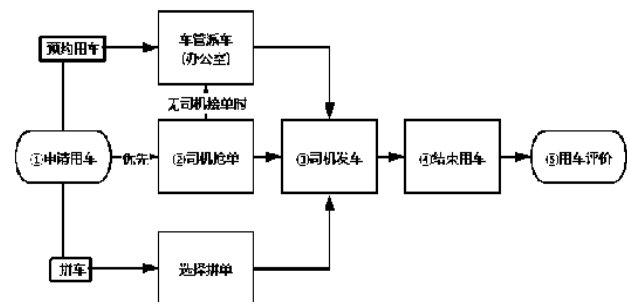 预约用车
车管派车
(办公室)
无司机抢单时
①申请用车
优先
②司机抢单
③司机发车
④结束用车
⑤用车评价
拼车
选择拼单